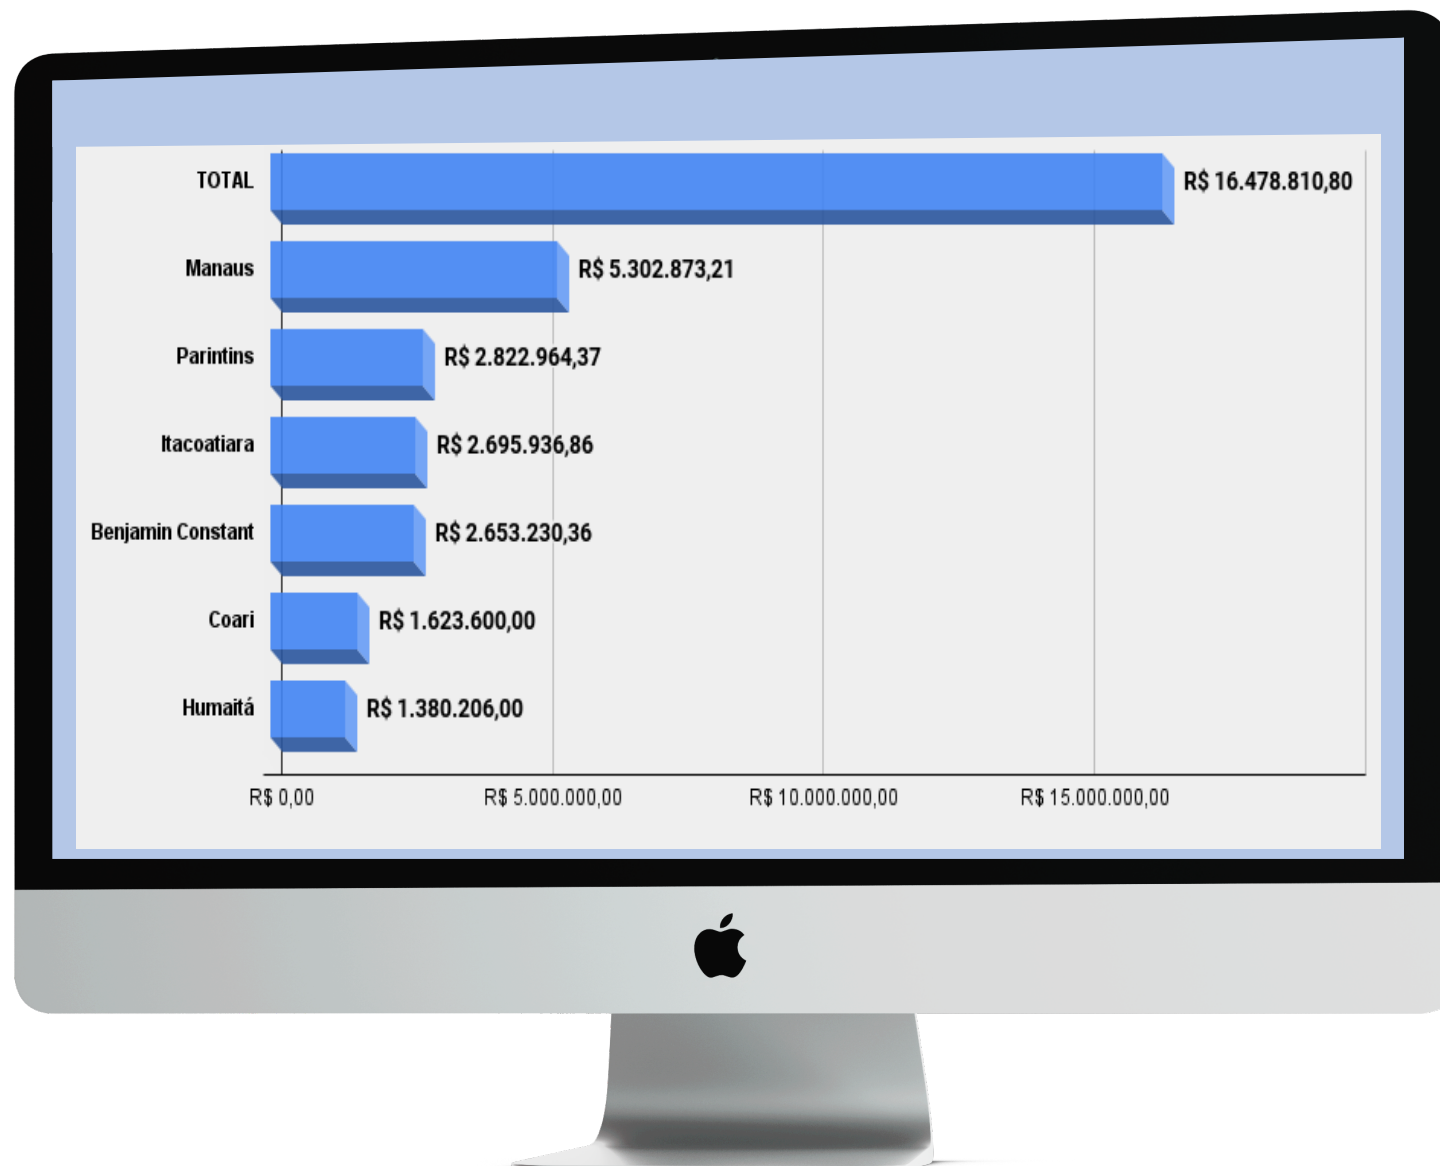 TOTAL R$ 16.478.810,80
Manaus R$ 5.302.873,21
Parintins R$ 2.822.964,37
Itacoatiara R$ 2.695.936,86
Benjamin Constant R$ 2.653.230,36
Coari R$ 1.623.600,00
Humaitá R$ 1.380.206,00
R$ 0,00 R$ 5.000.000,00 R$ 10.000.000,00 R$ 15.000.000,00